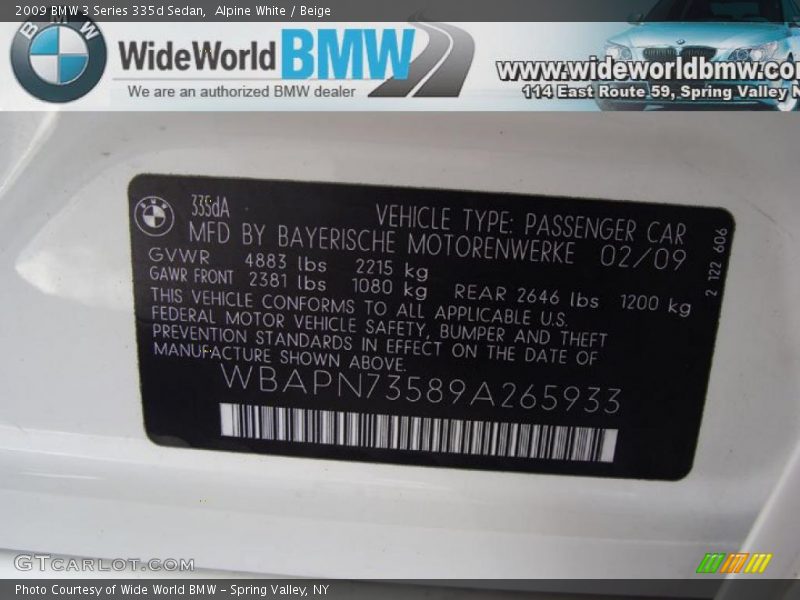 2009 BMW 3 Series 335d Sedan, Alpine White / Beige
BMW
WideWorld BMW
We are an authorized BMW dealer
www.wideworldbmw.co
114 East Route 59, Spring Valley N
335dA
VEHICLE TYPE: PASSENGER CAR
MFD BY BAYERISCHE MOTORENWERKE 02/09
GVWR 4883 lbs 2215 kg
GAWR FRONT 2381 lbs 1080 kg REAR 2646 lbs 1200 kg
THIS VEHICLE CONFORMS TO ALL APPLICABLE U.S.
FEDERAL MOTOR VEHICLE SAFETY, BUMPER AND THEFT
PREVENTION STANDARDS IN EFFECT ON THE DATE OF
MANUFACTURE SHOWN ABOVE.
WBAPN73589A265933
2 122 606
GTCARLOT.COM
Photo Courtesy of Wide World BMW - Spring Valley, NY